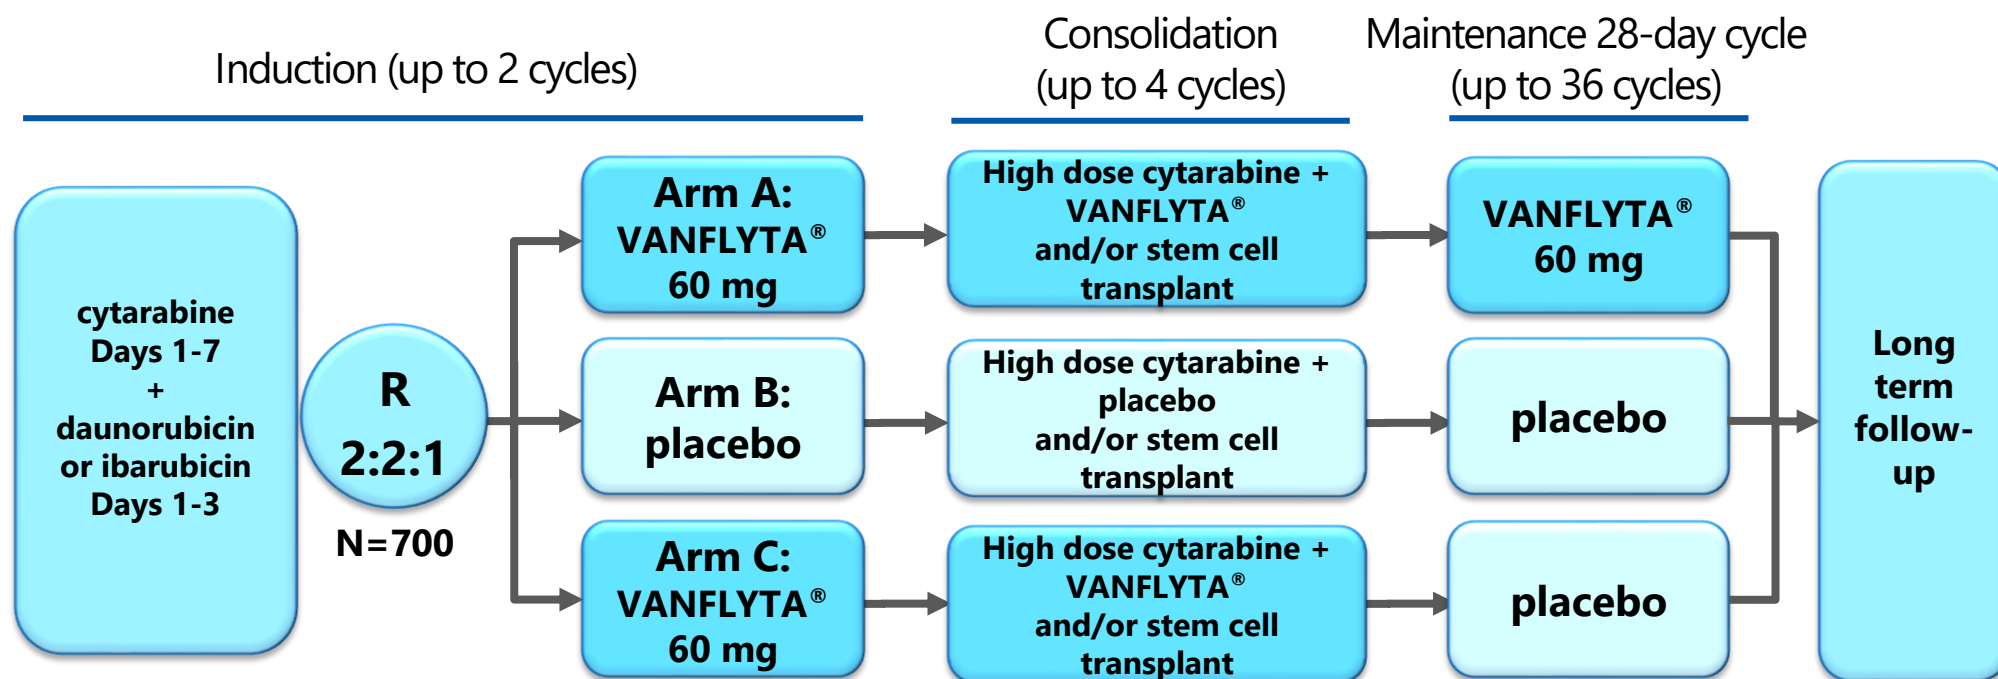 Induction (up to 2 cycles)
Consolidation
(up to 4 cycles)
Maintenance 28-day cycle
(up to 36 cycles)
cytarabine
Days 1-7
+
daunorubicin
or ibarubicin
Days 1-3
R
2:2:1
N=700
Arm A:
VANFLYTA®
60 mg
High dose cytarabine +
VANFLYTA®
and/or stem cell
transplant
VANFLYTA®
60 mg
Arm B:
placebo
High dose cytarabine +
placebo
and/or stem cell
transplant
placebo
Arm C:
VANFLYTA®
60 mg
High dose cytarabine +
VANFLYTA®
and/or stem cell
transplant
placebo
Long
term
follow-
up